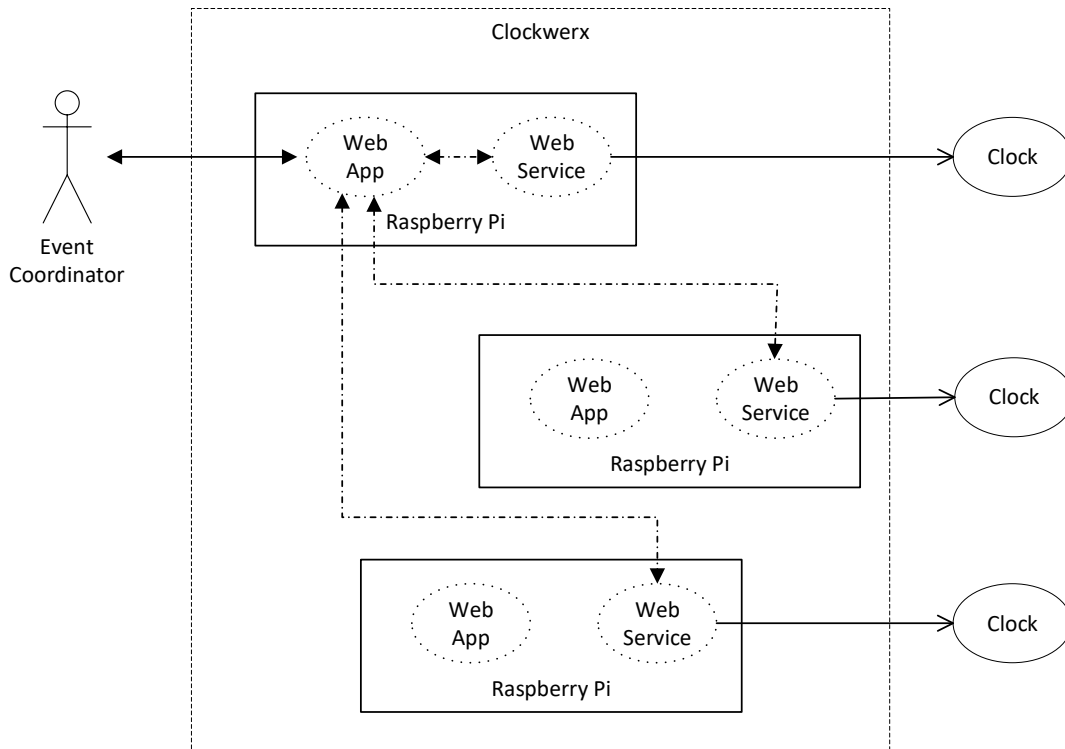 Clockwerx
Web
App
Web
Service
Clock
Raspberry Pi
Event
Coordinator
Web
App
Web
Service
Clock
Raspberry Pi
Web
App
Web
Service
Clock
Raspberry Pi